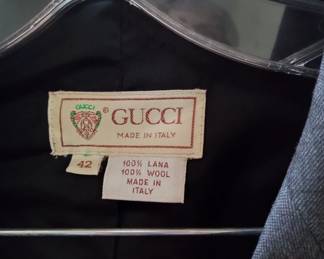 GUCCI
® GUCCI
MADE IN ITALY
42
100% LANA
100% WOOL
MADE IN
ITALY